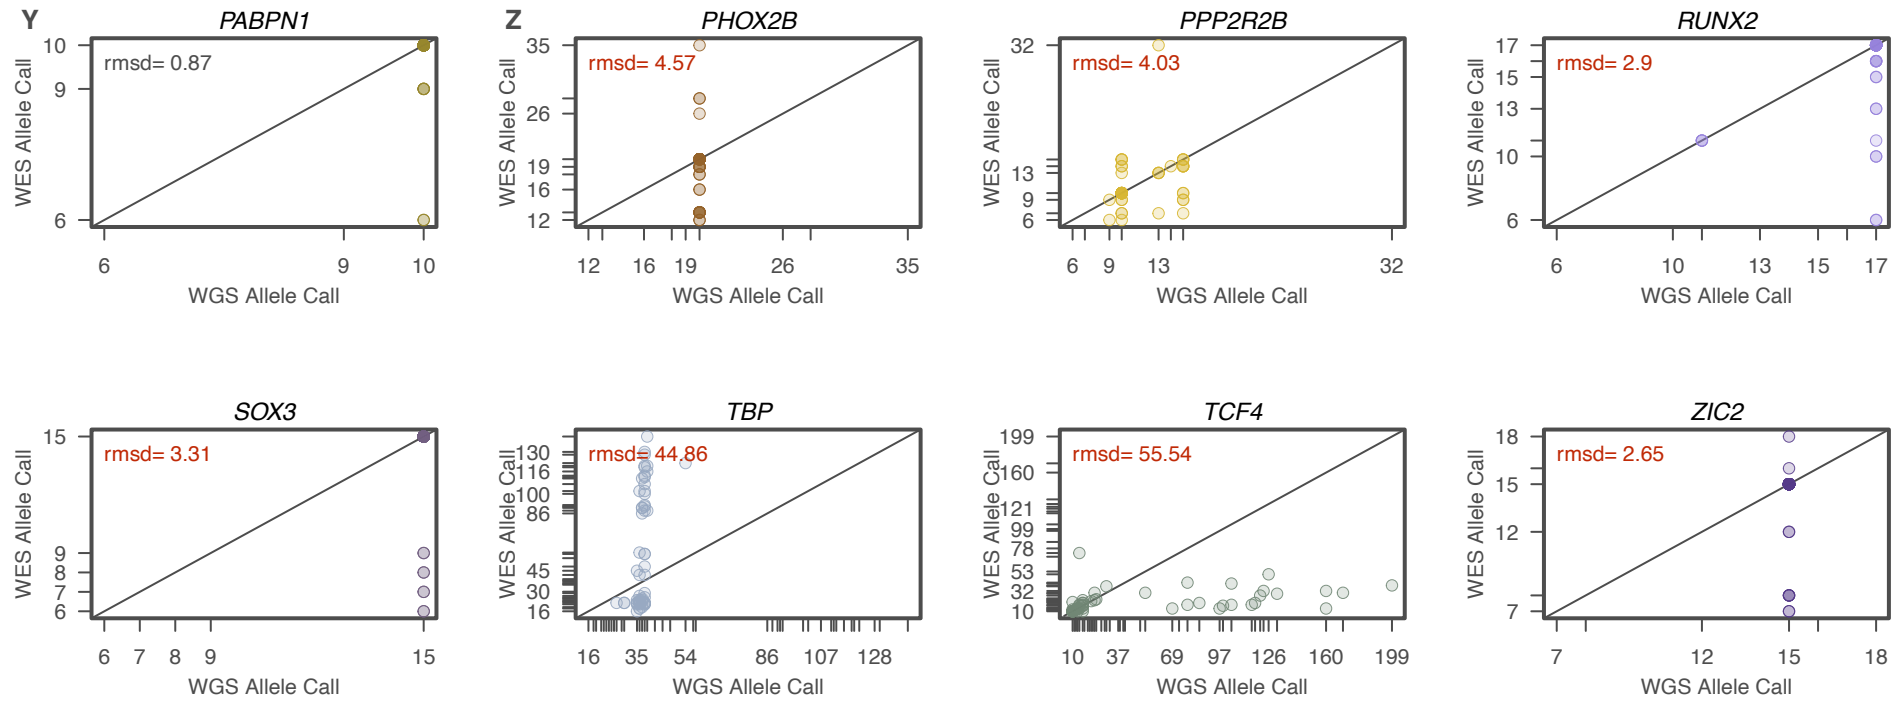 Y
PABPN1
rmsd= 0.87
WES Allele Call
10
9
6
6 9 10
WGS Allele Call
Z
PHOX2B
rmsd= 4.57
WES Allele Call
35
26
19
16
12
12 16 19 26 35
WGS Allele Call
PPP2R2B
rmsd= 4.03
WES Allele Call
32
13
9
6
6 9 13 32
WGS Allele Call
RUNX2
rmsd= 2.9
WES Allele Call
17
15
13
10
6
6 10 13 15 17
WGS Allele Call
SOX3
rmsd= 3.31
WES Allele Call
15
9
8
7
6
6 7 8 9 15
WGS Allele Call
TBP
rmsd= 44.86
WES Allele Call
130
116
100
86
45
30
16
16 35 54 86 107 128
WGS Allele Call
TCF4
rmsd= 55.54
WES Allele Call
199
160
121
99
78
53
32
10
10 37 69 97 126 160 199
WGS Allele Call
ZIC2
rmsd= 2.65
WES Allele Call
18
15
12
7
7 12 15 18
WGS Allele Call